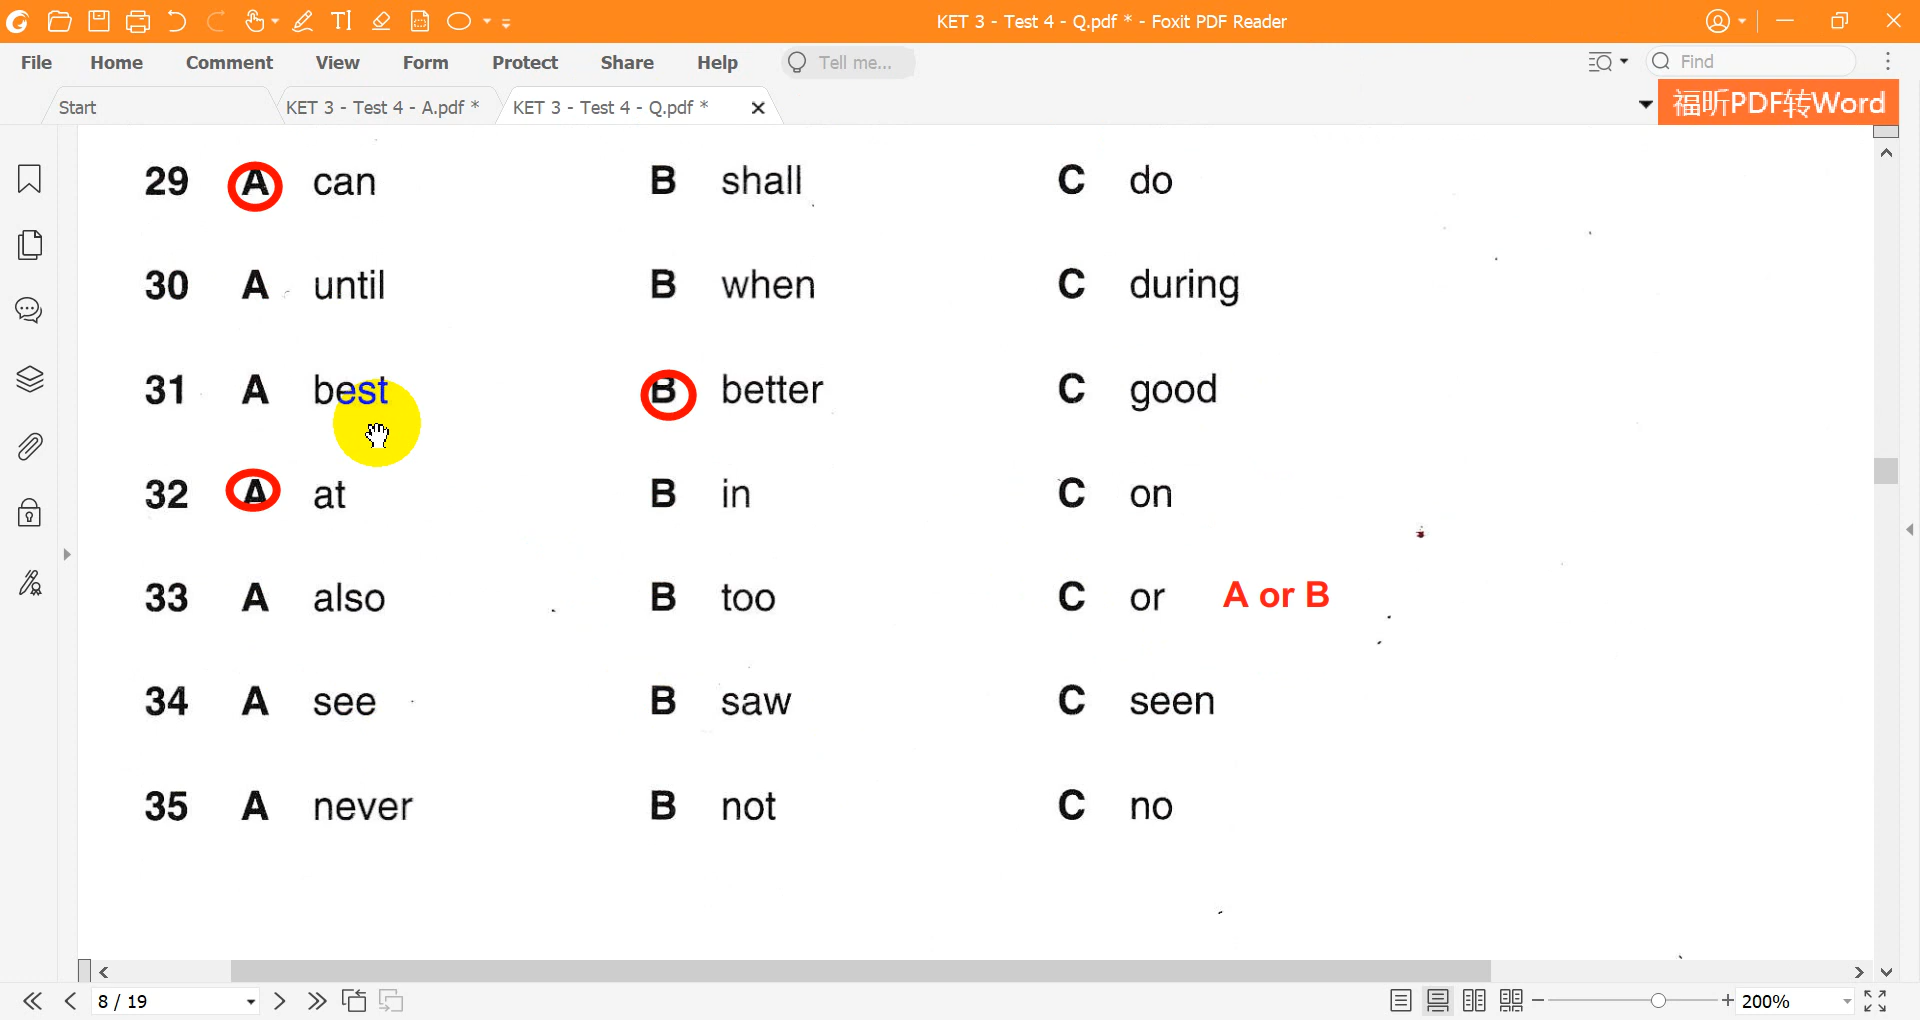 KET 3 - Test 4 - Q.pdf * - Foxit PDF Reader
File Home Comment View Form Protect Share Help Tell me... Find
Start KET 3 - Test 4 - A.pdf * KET 3 - Test 4 - Q.pdf * 福昕PDF转Word
29 A can B shall C do
30 A until B when C during
31 A best B better C good
32 A at B in C on
33 A also B too C or A or B
34 A see B saw C seen
35 A never B not C no
8 / 19 200%